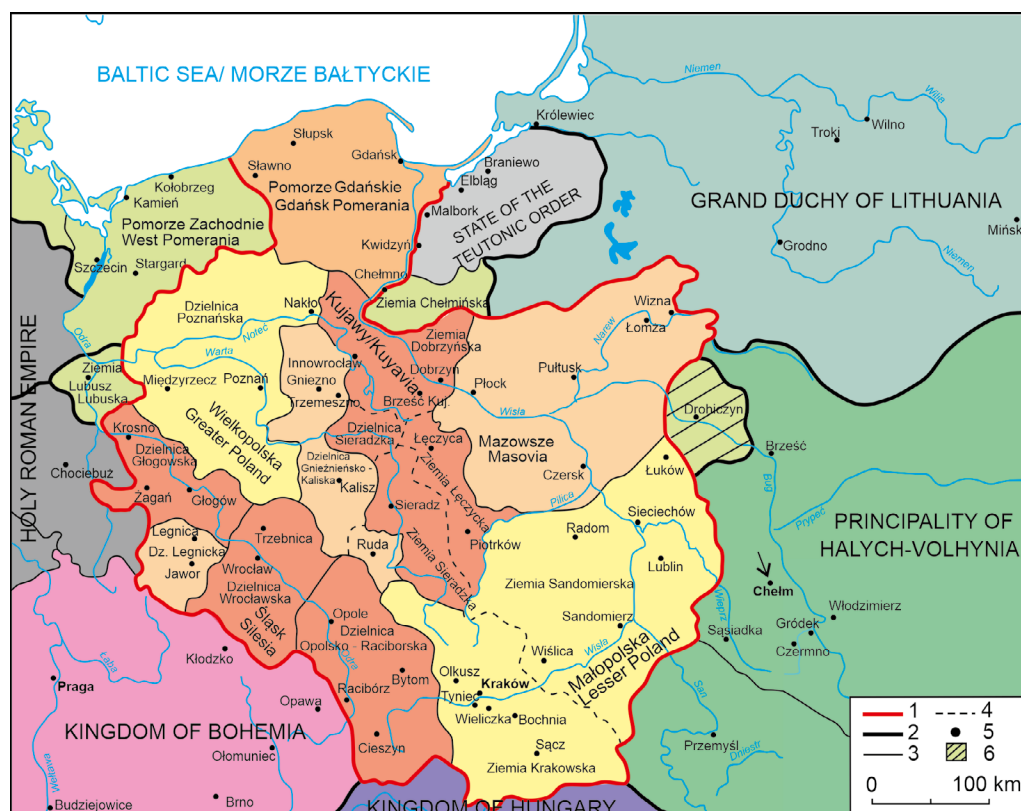 BALTIC SEA/ MORZE BAŁTYCKIE
Niemen
Wilia
Królewiec
Troki
Wilno
Słupsk
Gdańsk
Braniewo
Sławno
Elbląg
Kołobrzeg
Kamień
Pomorze Gdańskie
Gdańsk Pomerania
STATE OF THE
TEUTONIC ORDER
GRAND DUCHY OF LITHUANIA
Malbork
Mińsk
Pomorze Zachodnie
West Pomerania
Kwidzyń
Grodno
Niemen
Szczecin
Stargard
Chełmno
Ziemia Chełmińska
Dzielnica
Poznańska
Nakło
Kujawy/Kuyavia
Wizna
Łomża
Narew
Odra
Noteć
Ziemia
Dobrzyńska
HOLY ROMAN EMPIRE
Warta
Innowrocław
Dobrzyń
Pułtusk
Ziemia
Lubusz
Lubuska
Międzyrzecz
Poznań
Gniezno
Trzemeszno
Brześć Kuj.
Płock
Wisła
Drohiczyn
Wielkopolska
Greater Poland
Krosno
Dzielnica
Sieradzka
Łęczyca
Mazowsze
Masovia
Brześć
Dzielnica
Głogowska
Dzielnica
Gnieźnieńsko -
Kaliska
Kalisz
Ziemia Łęczycka
Czersk
Łuków
Chociebuż
Żagań
Głogów
Sieradz
Pilica
Sieciechów
Bug
Prypeć
Legnica
Dz. Legnicka
Jawor
Trzebnica
Ruda
Piotrków
Radom
PRINCIPALITY OF
HALYCH-VOLHYNIA
Wrocław
Dzielnica
Wrocławska
Ziemia Sieradzka
Lublin
Ziemia Sandomierska
Chełm
Śląsk
Silesia
Opole
Dzielnica
Opolsko - Raciborska
Sandomierz
Wieprz
Włodzimierz
Gródek
Sąsiadka
Czermno
Kłodzko
Odra
Wisła
Wiślica
Małopolska
Lesser Poland
Łaba
Praga
Olkusz
Bytom
Kraków
Tyniec
Racibórz
Opawa
Wieliczka
Bochnia
San
KINGDOM OF BOHEMIA
Cieszyn
Sącz
Przemyśl
Dniestr
Ołomuniec
Ziemia Krakowska
Wełtawa
Budziejowice
Brno
KINGDOM OF HUNGARY
1
2
3
4
5
6
0
100 km